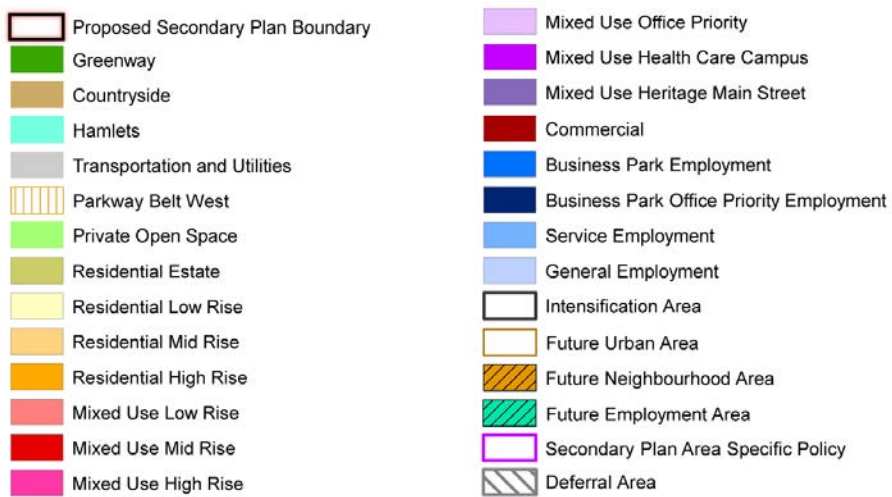 Proposed Secondary Plan Boundary
Greenway
Countryside
Hamlets
Transportation and Utilities
Parkway Belt West
Private Open Space
Residential Estate
Residential Low Rise
Residential Mid Rise
Residential High Rise
Mixed Use Low Rise
Mixed Use Mid Rise
Mixed Use High Rise
Mixed Use Office Priority
Mixed Use Health Care Campus
Mixed Use Heritage Main Street
Commercial
Business Park Employment
Business Park Office Priority Employment
Service Employment
General Employment
Intensification Area
Future Urban Area
Future Neighbourhood Area
Future Employment Area
Secondary Plan Area Specific Policy
Deferral Area